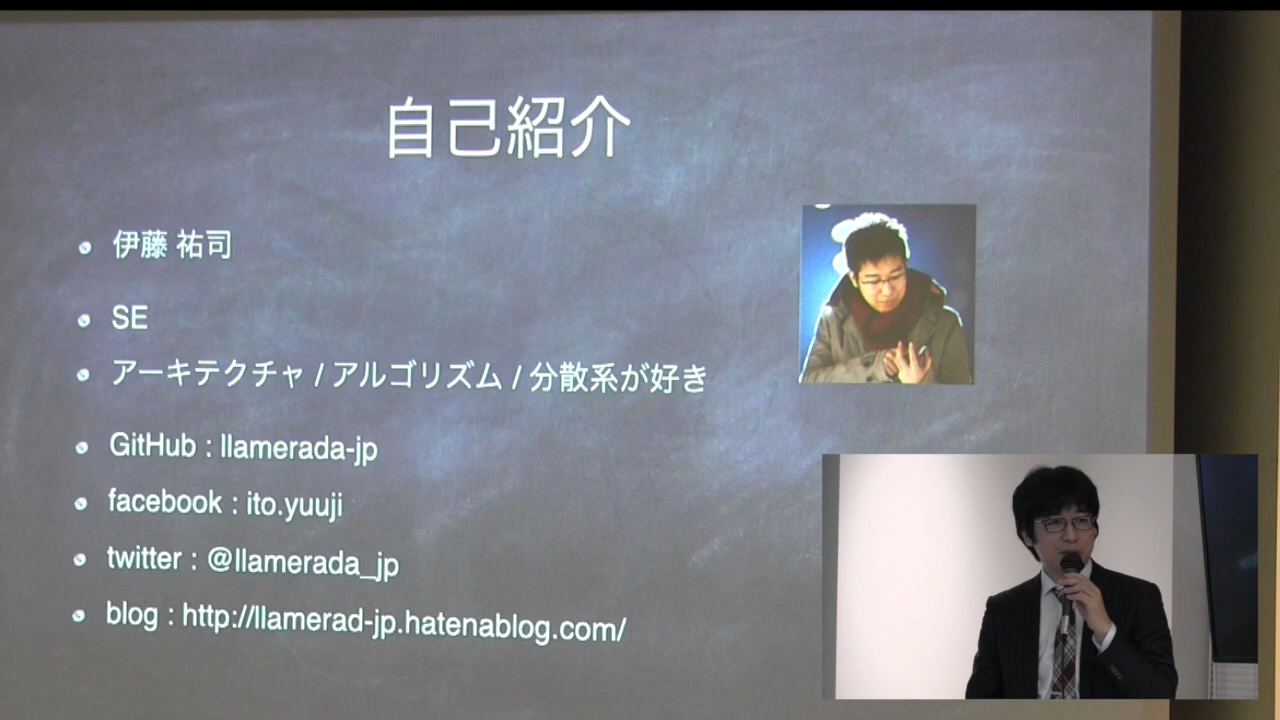 自己紹介
伊藤 祐司
SE
アーキテクチャ / アルゴリズム / 分散系が好き
GitHub : llamerada-jp
facebook : ito.yuuji
twitter : @llamerada_jp
blog : http://llamerad-jp.hatenablog.com/